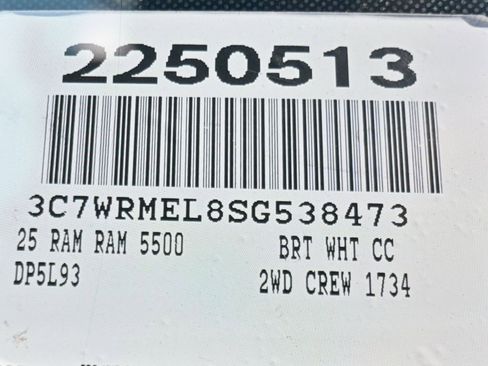 2250513
3C7WRMEL8SG538473
25 RAM RAM 5500 BRT WHT CC
DP5L93 2WD CREW 1734